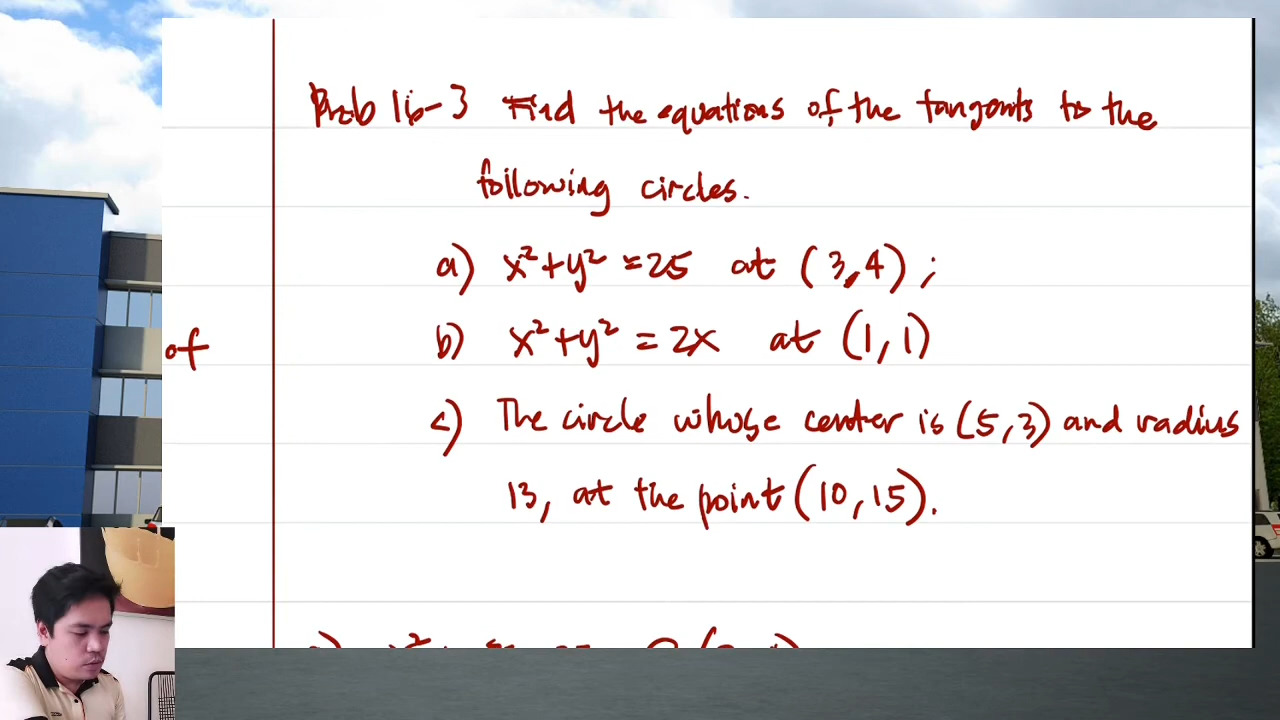 Prob 16-3 Find the equations of the tangents to the
following circles.
a) x²+y² =25 at (3,4) ;
b) x²+y² = 2x at (1,1)
of
c) The circle whose center is (5,3) and radius
13, at the point (10,15).